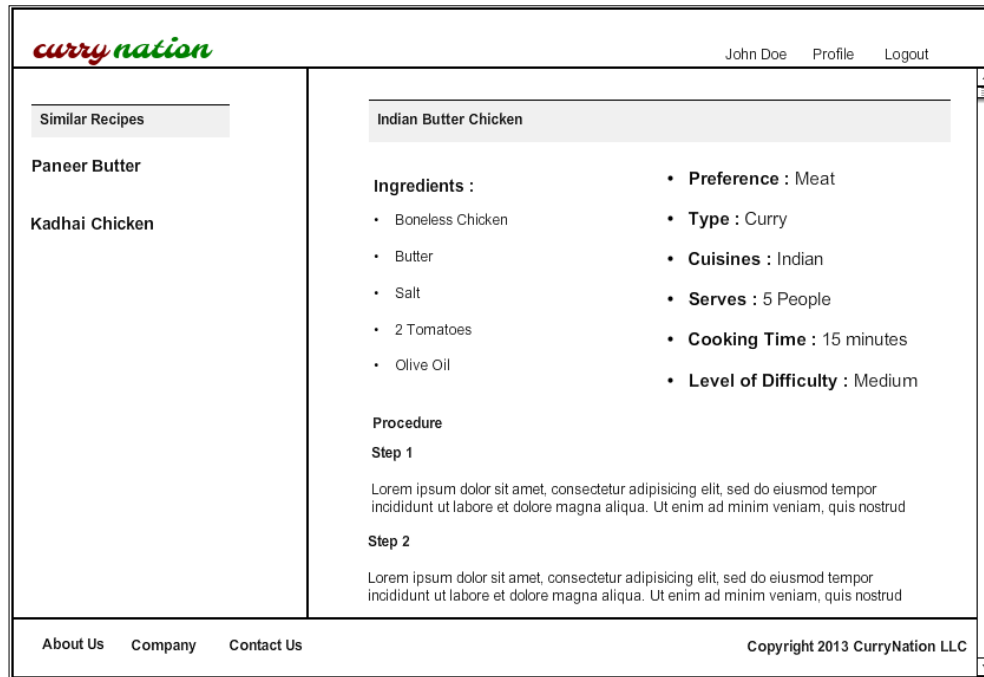 curry nation
John Doe Profile Logout
Similar Recipes
Paneer Butter
Kadhai Chicken
Indian Butter Chicken
Ingredients :
• Boneless Chicken
• Butter
• Salt
• 2 Tomatoes
• Olive Oil
• Preference : Meat
• Type : Curry
• Cuisines : Indian
• Serves : 5 People
• Cooking Time : 15 minutes
• Level of Difficulty : Medium
Procedure
Step 1
Lorem ipsum dolor sit amet, consectetur adipisicing elit, sed do eiusmod tempor
incididunt ut labore et dolore magna aliqua. Ut enim ad minim veniam, quis nostrud
Step 2
Lorem ipsum dolor sit amet, consectetur adipisicing elit, sed do eiusmod tempor
incididunt ut labore et dolore magna aliqua. Ut enim ad minim veniam, quis nostrud
About Us Company Contact Us
Copyright 2013 CurryNation LLC